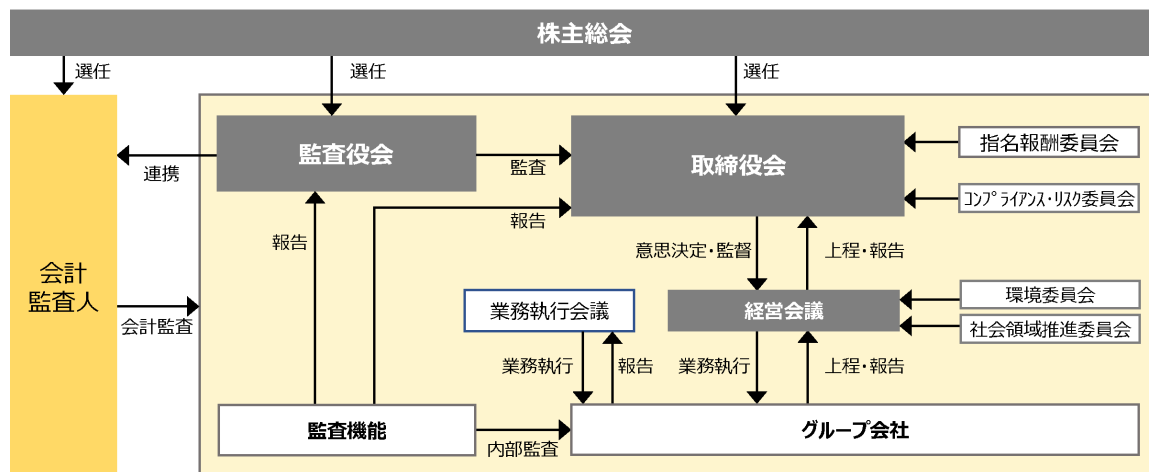 株主総会
選任
選任
選任
監査役会
取締役会
指名報酬委員会
連携
監査
コンプライアンス・リスク委員会
報告
報告
意思決定・監督
上程・報告
会計
監査人
会計監査
業務執行会議
経営会議
環境委員会
社会領域推進委員会
業務執行
報告
業務執行
上程・報告
監査機能
内部監査
グループ会社